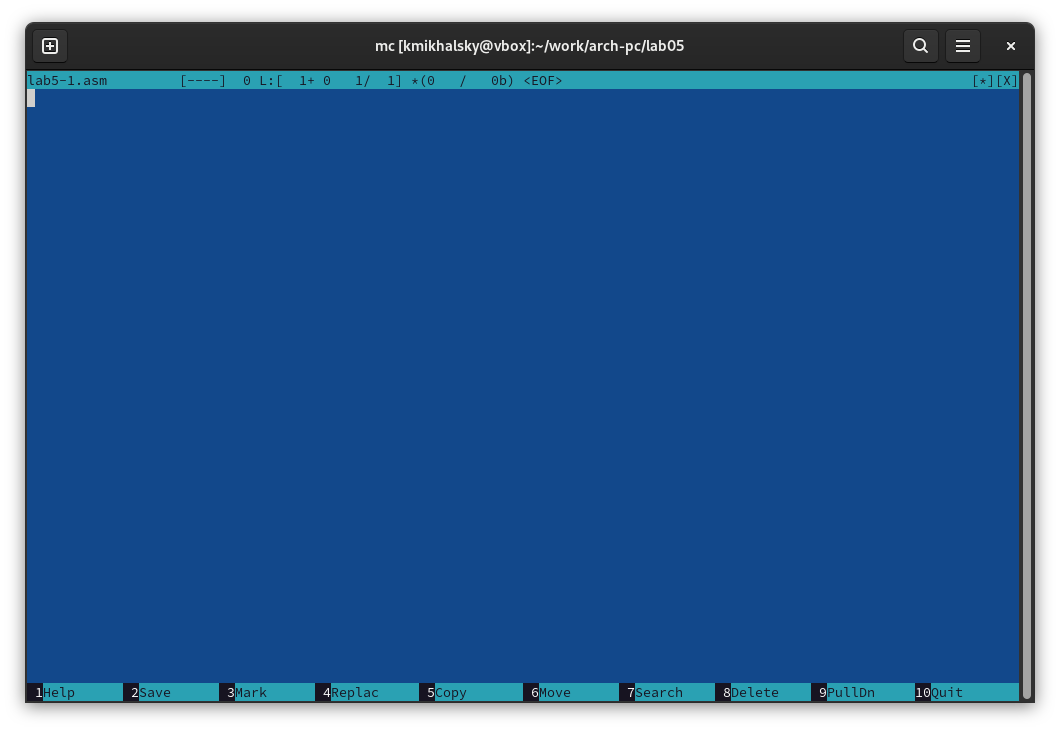 mc [kmikhalsky@vbox]:~/work/arch-pc/lab05
lab5-1.asm [----] 0 L:[ 1+ 0 1/ 1] *(0 / 0b) <EOF> [*][X]
1Help 2Save 3Mark 4Replac 5Copy 6Move 7Search 8Delete 9PullDn 10Quit